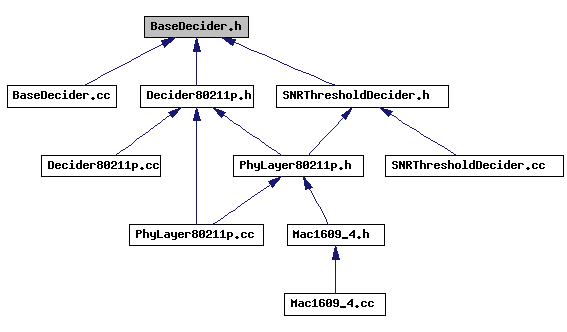 BaseDecider.h
BaseDecider.cc
Decider80211p.h
SNRThresholdDecider.h
Decider80211p.cc
PhyLayer80211p.h
SNRThresholdDecider.cc
PhyLayer80211p.cc
Mac1609_4.h
Mac1609_4.cc